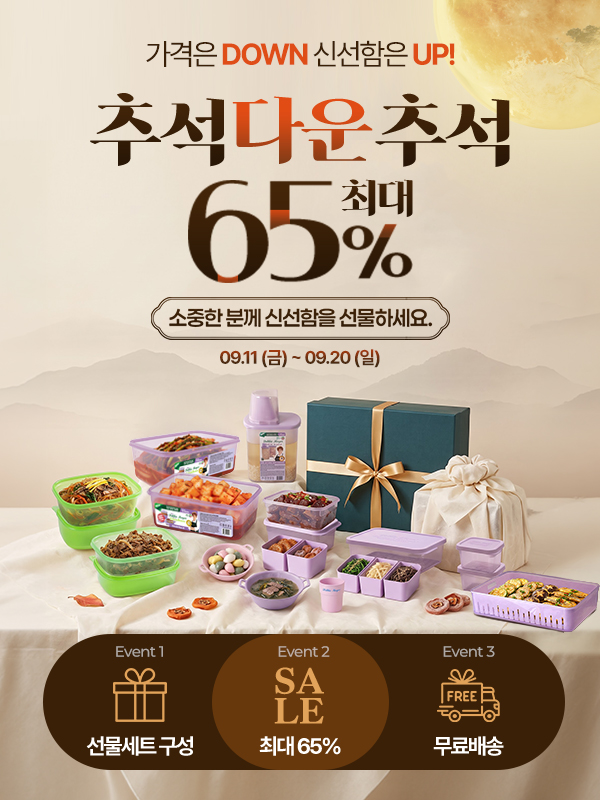 가격은 DOWN 신선함은 UP!
추석다운추석
최대
65%
소중한 분께 신선함을 선물하세요.
09.11 (금) ~ 09.20 (일)
Event 1
선물세트 구성
Event 2
SA
LE
최대 65%
Event 3
FREE
무료배송